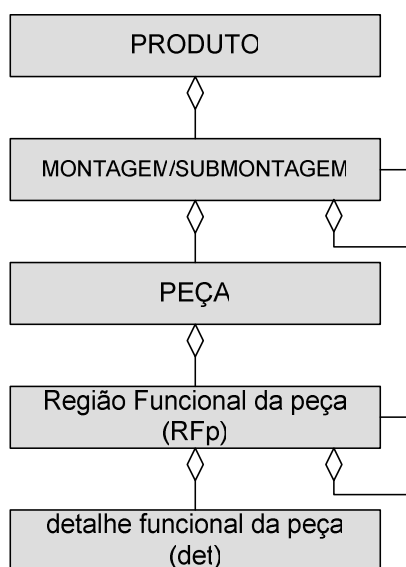 PRODUTO
MONTAGEM/SUBMONTAGEM
PEÇA
Região Funcional da peça
(RFp)
detalhe funcional da peça
(det)